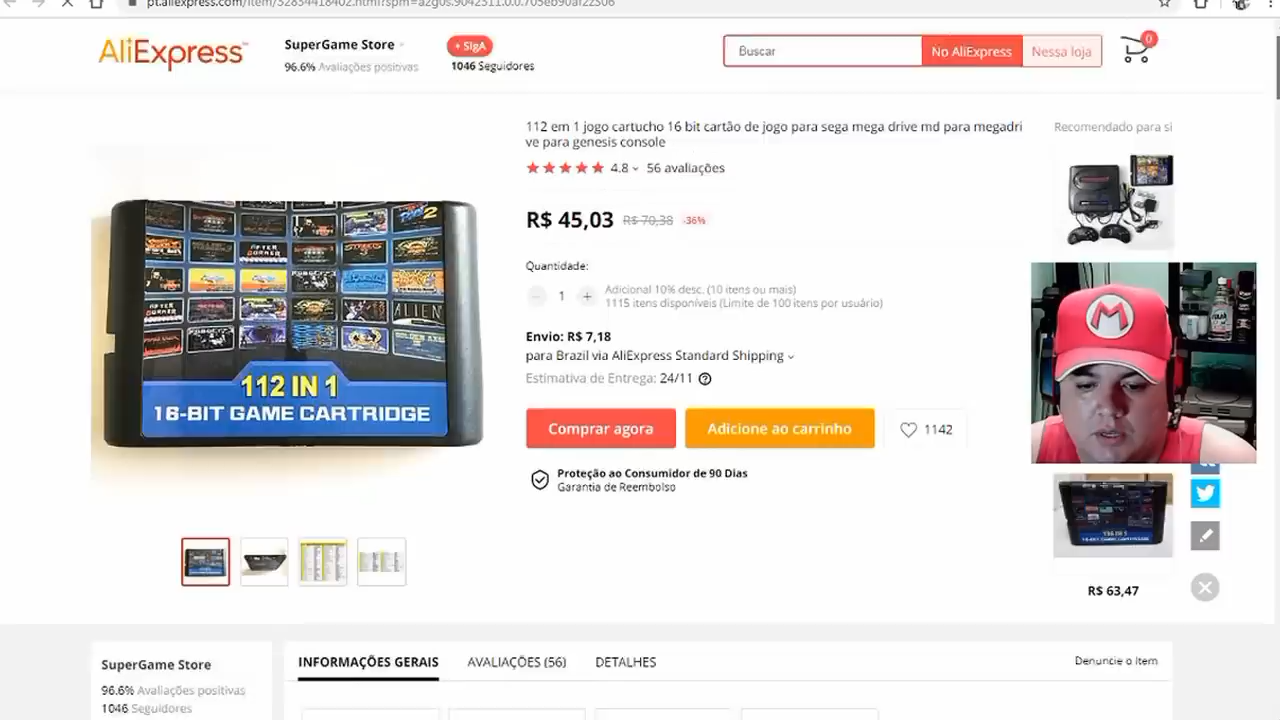 AliExpress
SuperGame Store
96.6% Avaliações positivas
+ SigA
1046 Seguidores
Buscar
No AliExpress
Nessa loja
0
112 em 1 jogo cartucho 16 bit cartão de jogo para sega mega drive md para megadri
ve para genesis console
4.8 56 avaliações
R$ 45,03 R$ 70,38 -36%
Quantidade:
1
Adicional 10% desc. (10 itens ou mais)
1115 itens disponíveis (Limite de 100 itens por usuário)
Envio: R$ 7,18
para Brazil via AliExpress Standard Shipping
Estimativa de Entrega: 24/11
Comprar agora
Adicione ao carrinho
1142
Proteção ao Consumidor de 90 Dias
Garantia de Reembolso
Recomendado para si
M
R$ 63,47
ALIEN
112 IN 1
16-BIT GAME CARTRIDGE
SuperGame Store
96.6% Avaliações positivas
1046 Seguidores
INFORMAÇÕES GERAIS
AVALIAÇÕES (56)
DETALHES
Denuncie o Item